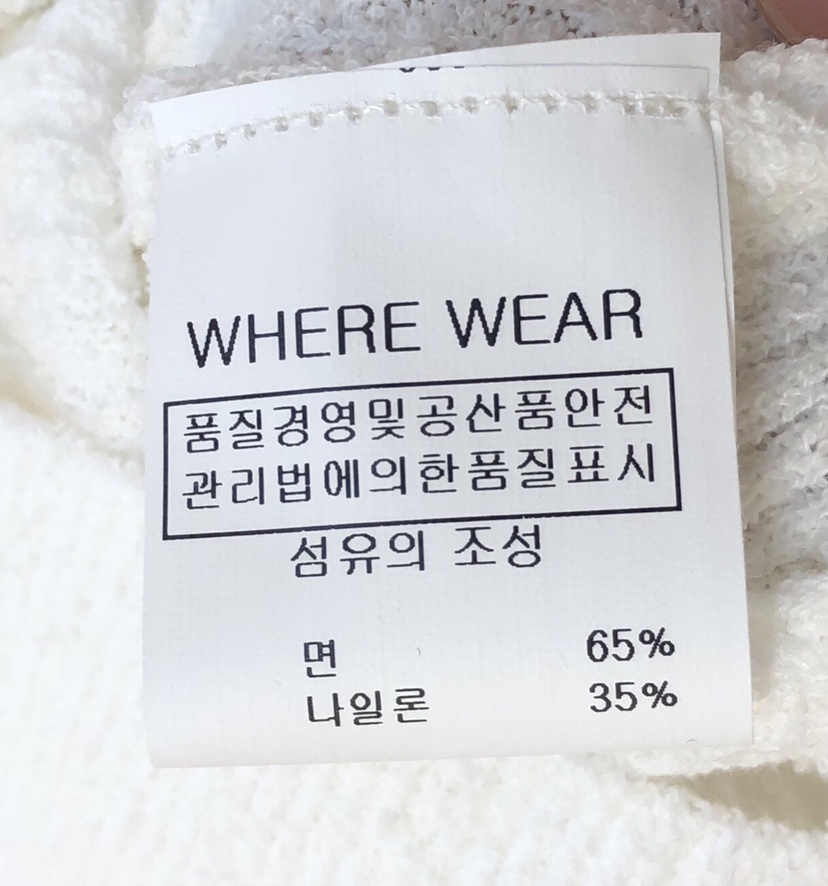 WHERE WEAR
품질경영및공산품안전
관리법에의한품질표시
섬유의 조성
면 65%
나일론 35%